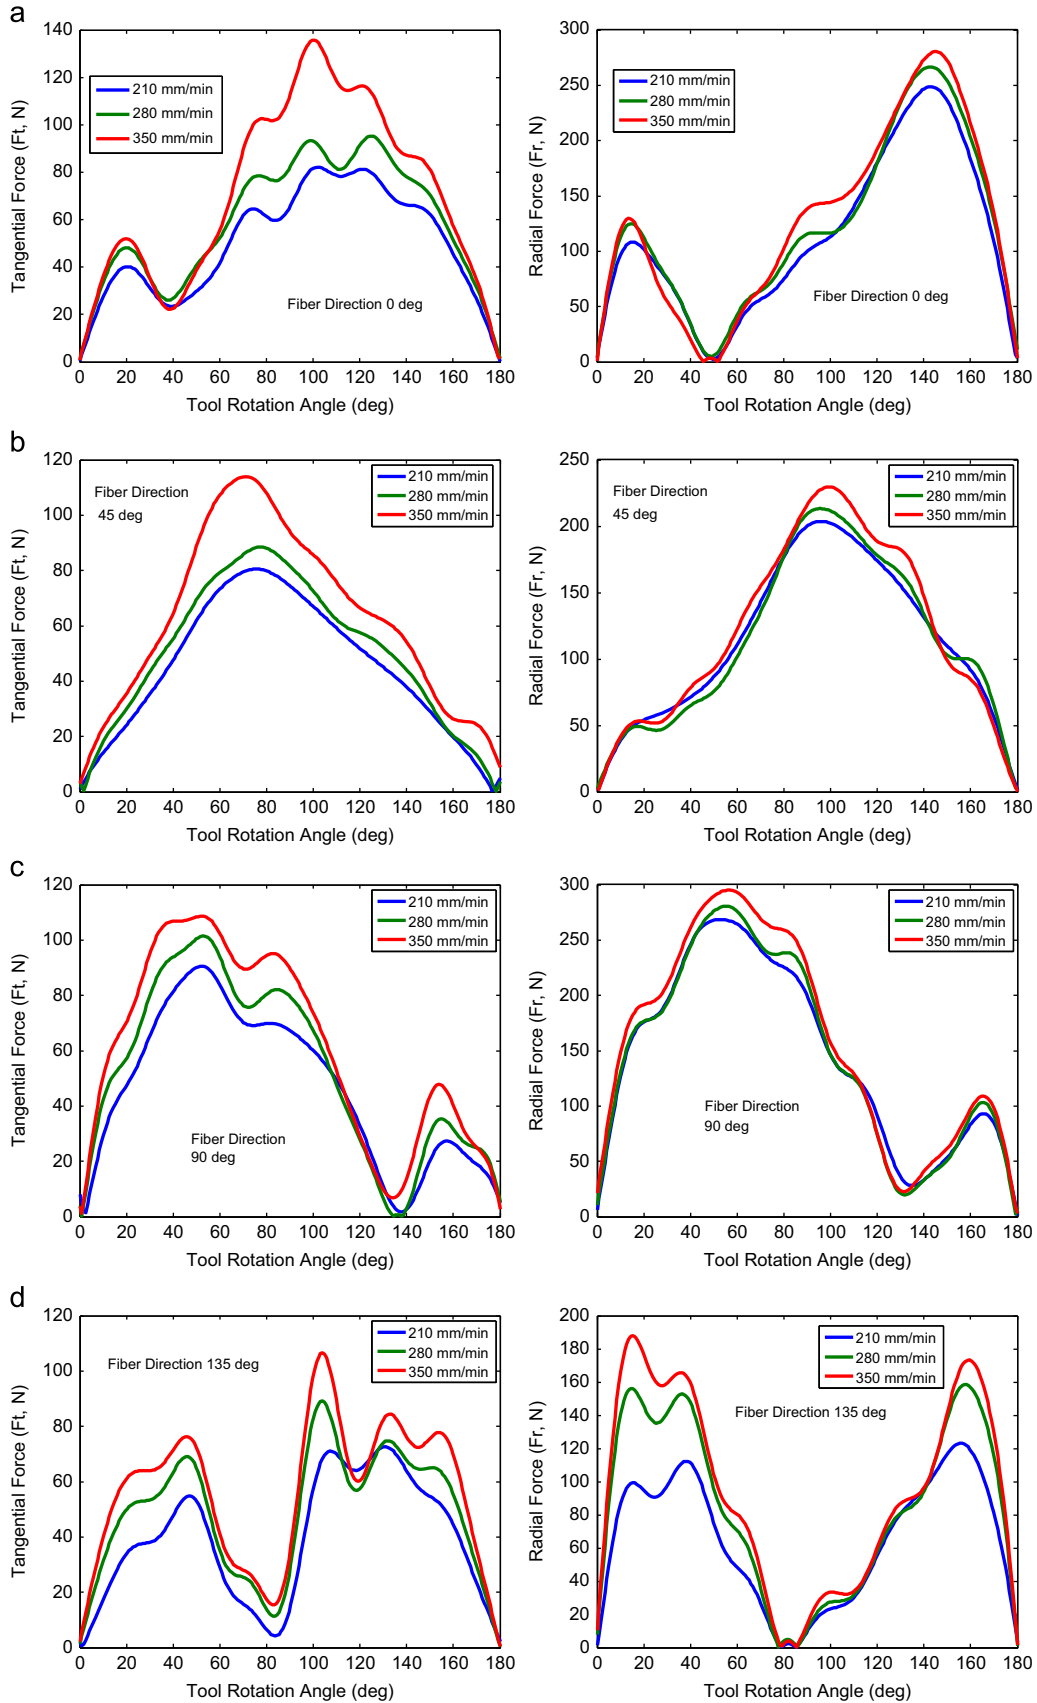 a
140
120
100
80
60
40
20
0
Tangential Force (Ft, N)
210 mm/min
280 mm/min
350 mm/min
Fiber Direction 0 deg
0 20 40 60 80 100 120 140 160 180
Tool Rotation Angle (deg)
300
250
200
150
100
50
0
Radial Force (Fr, N)
210 mm/min
280 mm/min
350 mm/min
Fiber Direction 0 deg
0 20 40 60 80 100 120 140 160 180
Tool Rotation Angle (deg)
b
120
100
80
60
40
20
0
Tangential Force (Ft, N)
Fiber Direction
45 deg
210 mm/min
280 mm/min
350 mm/min
0 20 40 60 80 100 120 140 160 180
Tool Rotation Angle (deg)
250
200
150
100
50
0
Radial Force (Fr, N)
Fiber Direction
45 deg
210 mm/min
280 mm/min
350 mm/min
0 20 40 60 80 100 120 140 160 180
Tool Rotation Angle (deg)
c
120
100
80
60
40
20
0
Tangential Force (Ft, N)
210 mm/min
280 mm/min
350 mm/min
Fiber Direction
90 deg
0 20 40 60 80 100 120 140 160 180
Tool Rotation Angle (deg)
300
250
200
150
100
50
0
Radial Force (Fr, N)
210 mm/min
280 mm/min
350 mm/min
Fiber Direction
90 deg
0 20 40 60 80 100 120 140 160 180
Tool Rotation Angle (deg)
d
120
100
80
60
40
20
0
Tangential Force (Ft, N)
Fiber Direction 135 deg
210 mm/min
280 mm/min
350 mm/min
0 20 40 60 80 100 120 140 160 180
Tool Rotation Angle (deg)
200
180
160
140
120
100
80
60
40
20
0
Radial Force (Fr, N)
210 mm/min
280 mm/min
350 mm/min
Fiber Direction 135 deg
0 20 40 60 80 100 120 140 160 180
Tool Rotation Angle (deg)